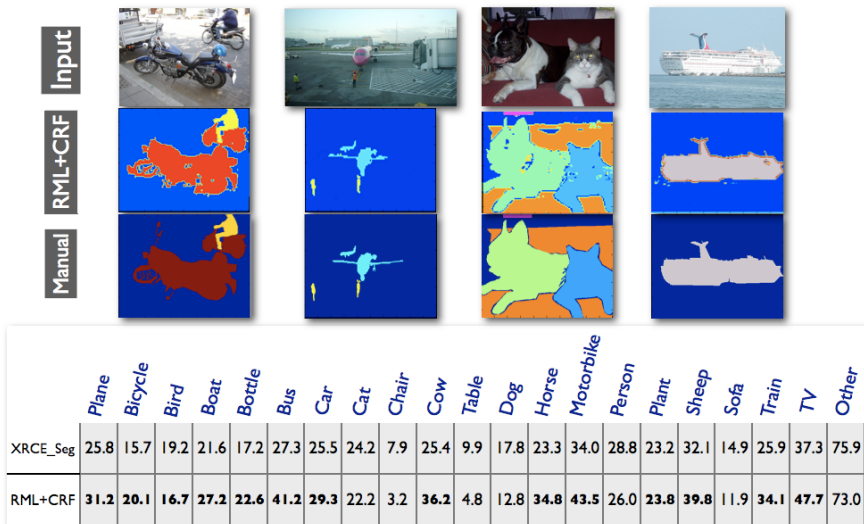 Input
RML+CRF
Manual
Plane Bicycle Bird Boat Bottle Bus Car Cat Chair Cow Table Dog Horse Motorbike Person Plant Sheep Sofa Train TV Other
XRCE_Seg 25.8 15.7 19.2 21.6 17.2 27.3 25.5 24.2 7.9 25.4 9.9 17.8 23.3 34.0 28.8 23.2 32.1 14.9 25.9 37.3 75.9
RML+CRF 31.2 20.1 16.7 27.2 22.6 41.2 29.3 22.2 3.2 36.2 4.8 12.8 34.8 43.5 26.0 23.8 39.8 11.9 34.1 47.7 73.0